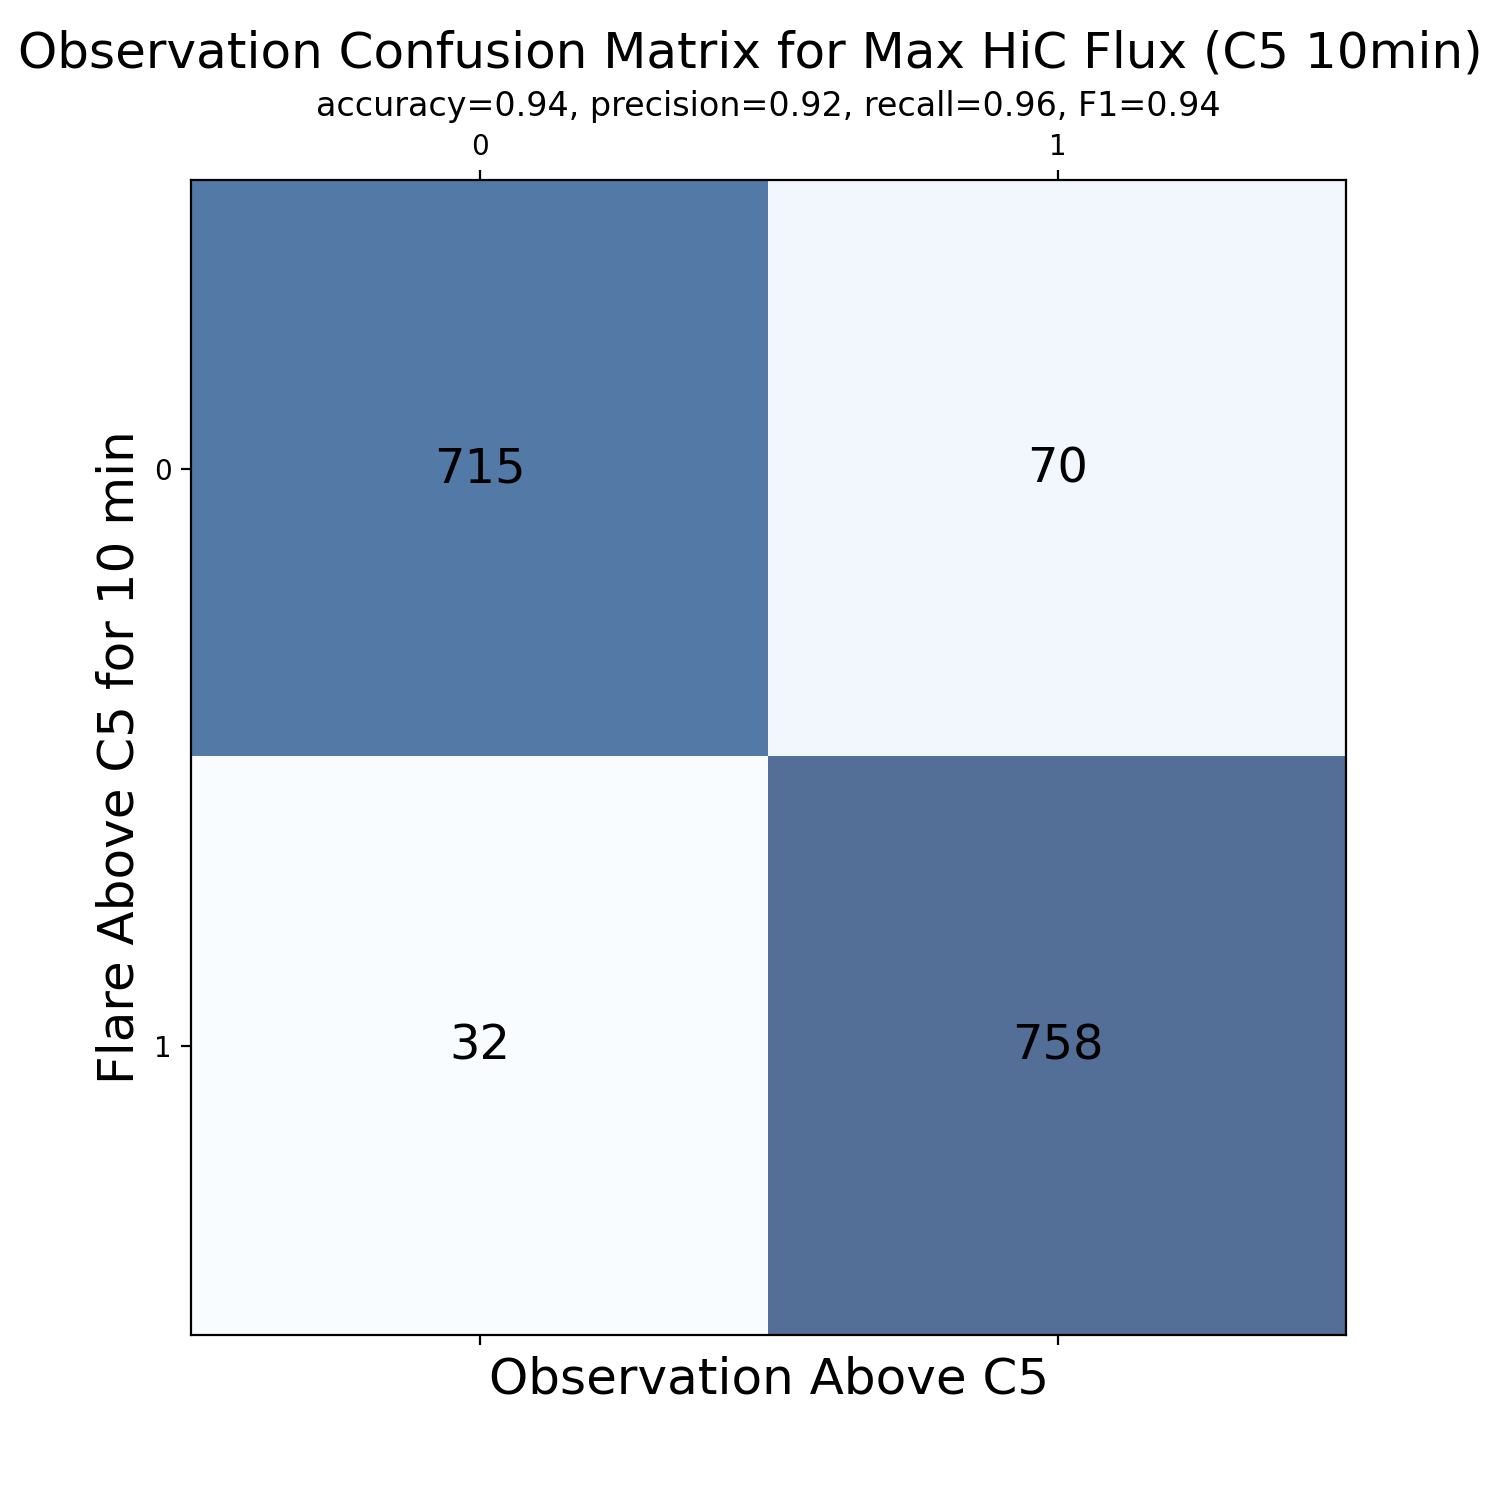 Observation Confusion Matrix for Max HiC Flux (C5 10min)
accuracy=0.94, precision=0.92, recall=0.96, F1=0.94
0 1
Flare Above C5 for 10 min
0
715 70
1
32 758
Observation Above C5